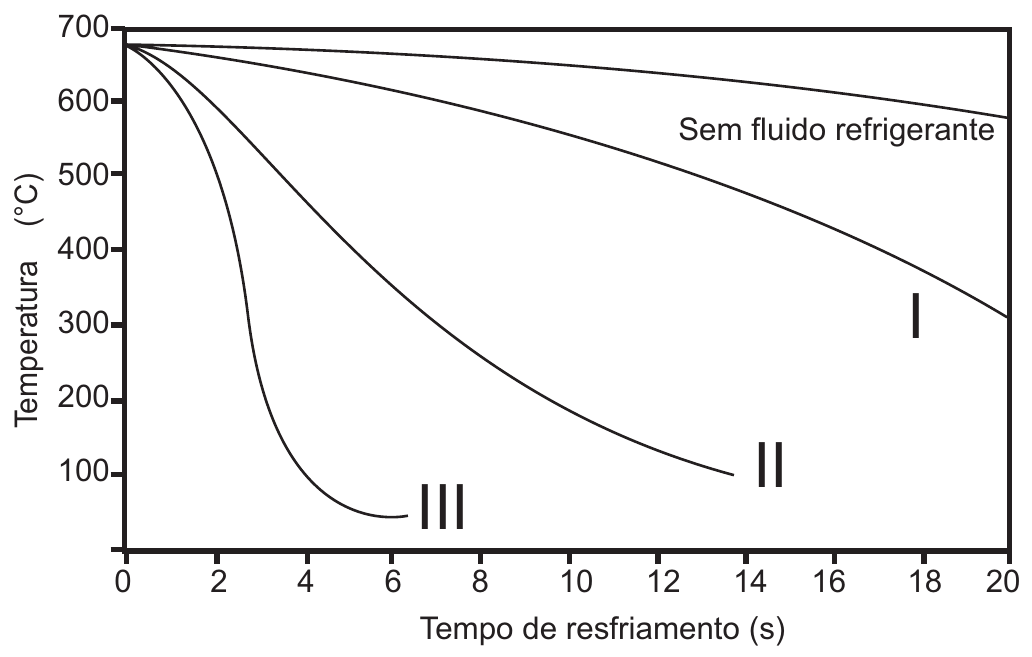 700
600
500
400
300
200
100
Temperatura (°C)
Sem fluido refrigerante
I
II
III
0 2 4 6 8 10 12 14 16 18 20
Tempo de resfriamento (s)